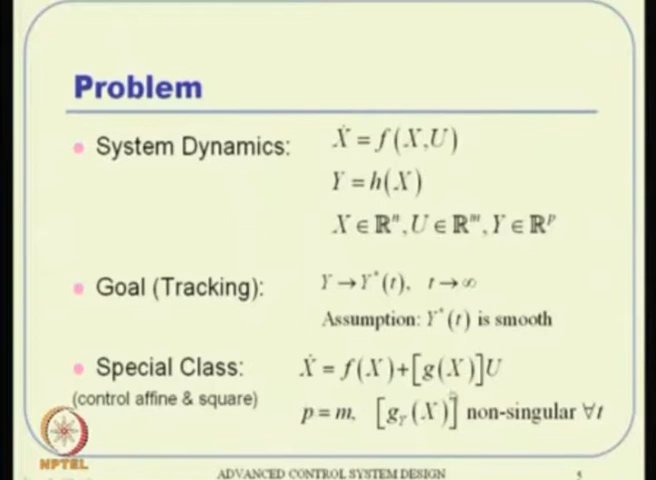 Problem
System Dynamics: Ẋ = f(X,U)
Y = h(X)
X ∈ ℝⁿ, U ∈ ℝᵐ, Y ∈ ℝᵖ
Goal (Tracking): Y → Y*(t), t → ∞
Assumption: Y*(t) is smooth
Special Class: Ẋ = f(X)+[g(X)]U
(control affine & square) p = m, [g_Y(X)] non-singular ∀t
NPTEL
ADVANCED CONTROL SYSTEM DESIGN 5